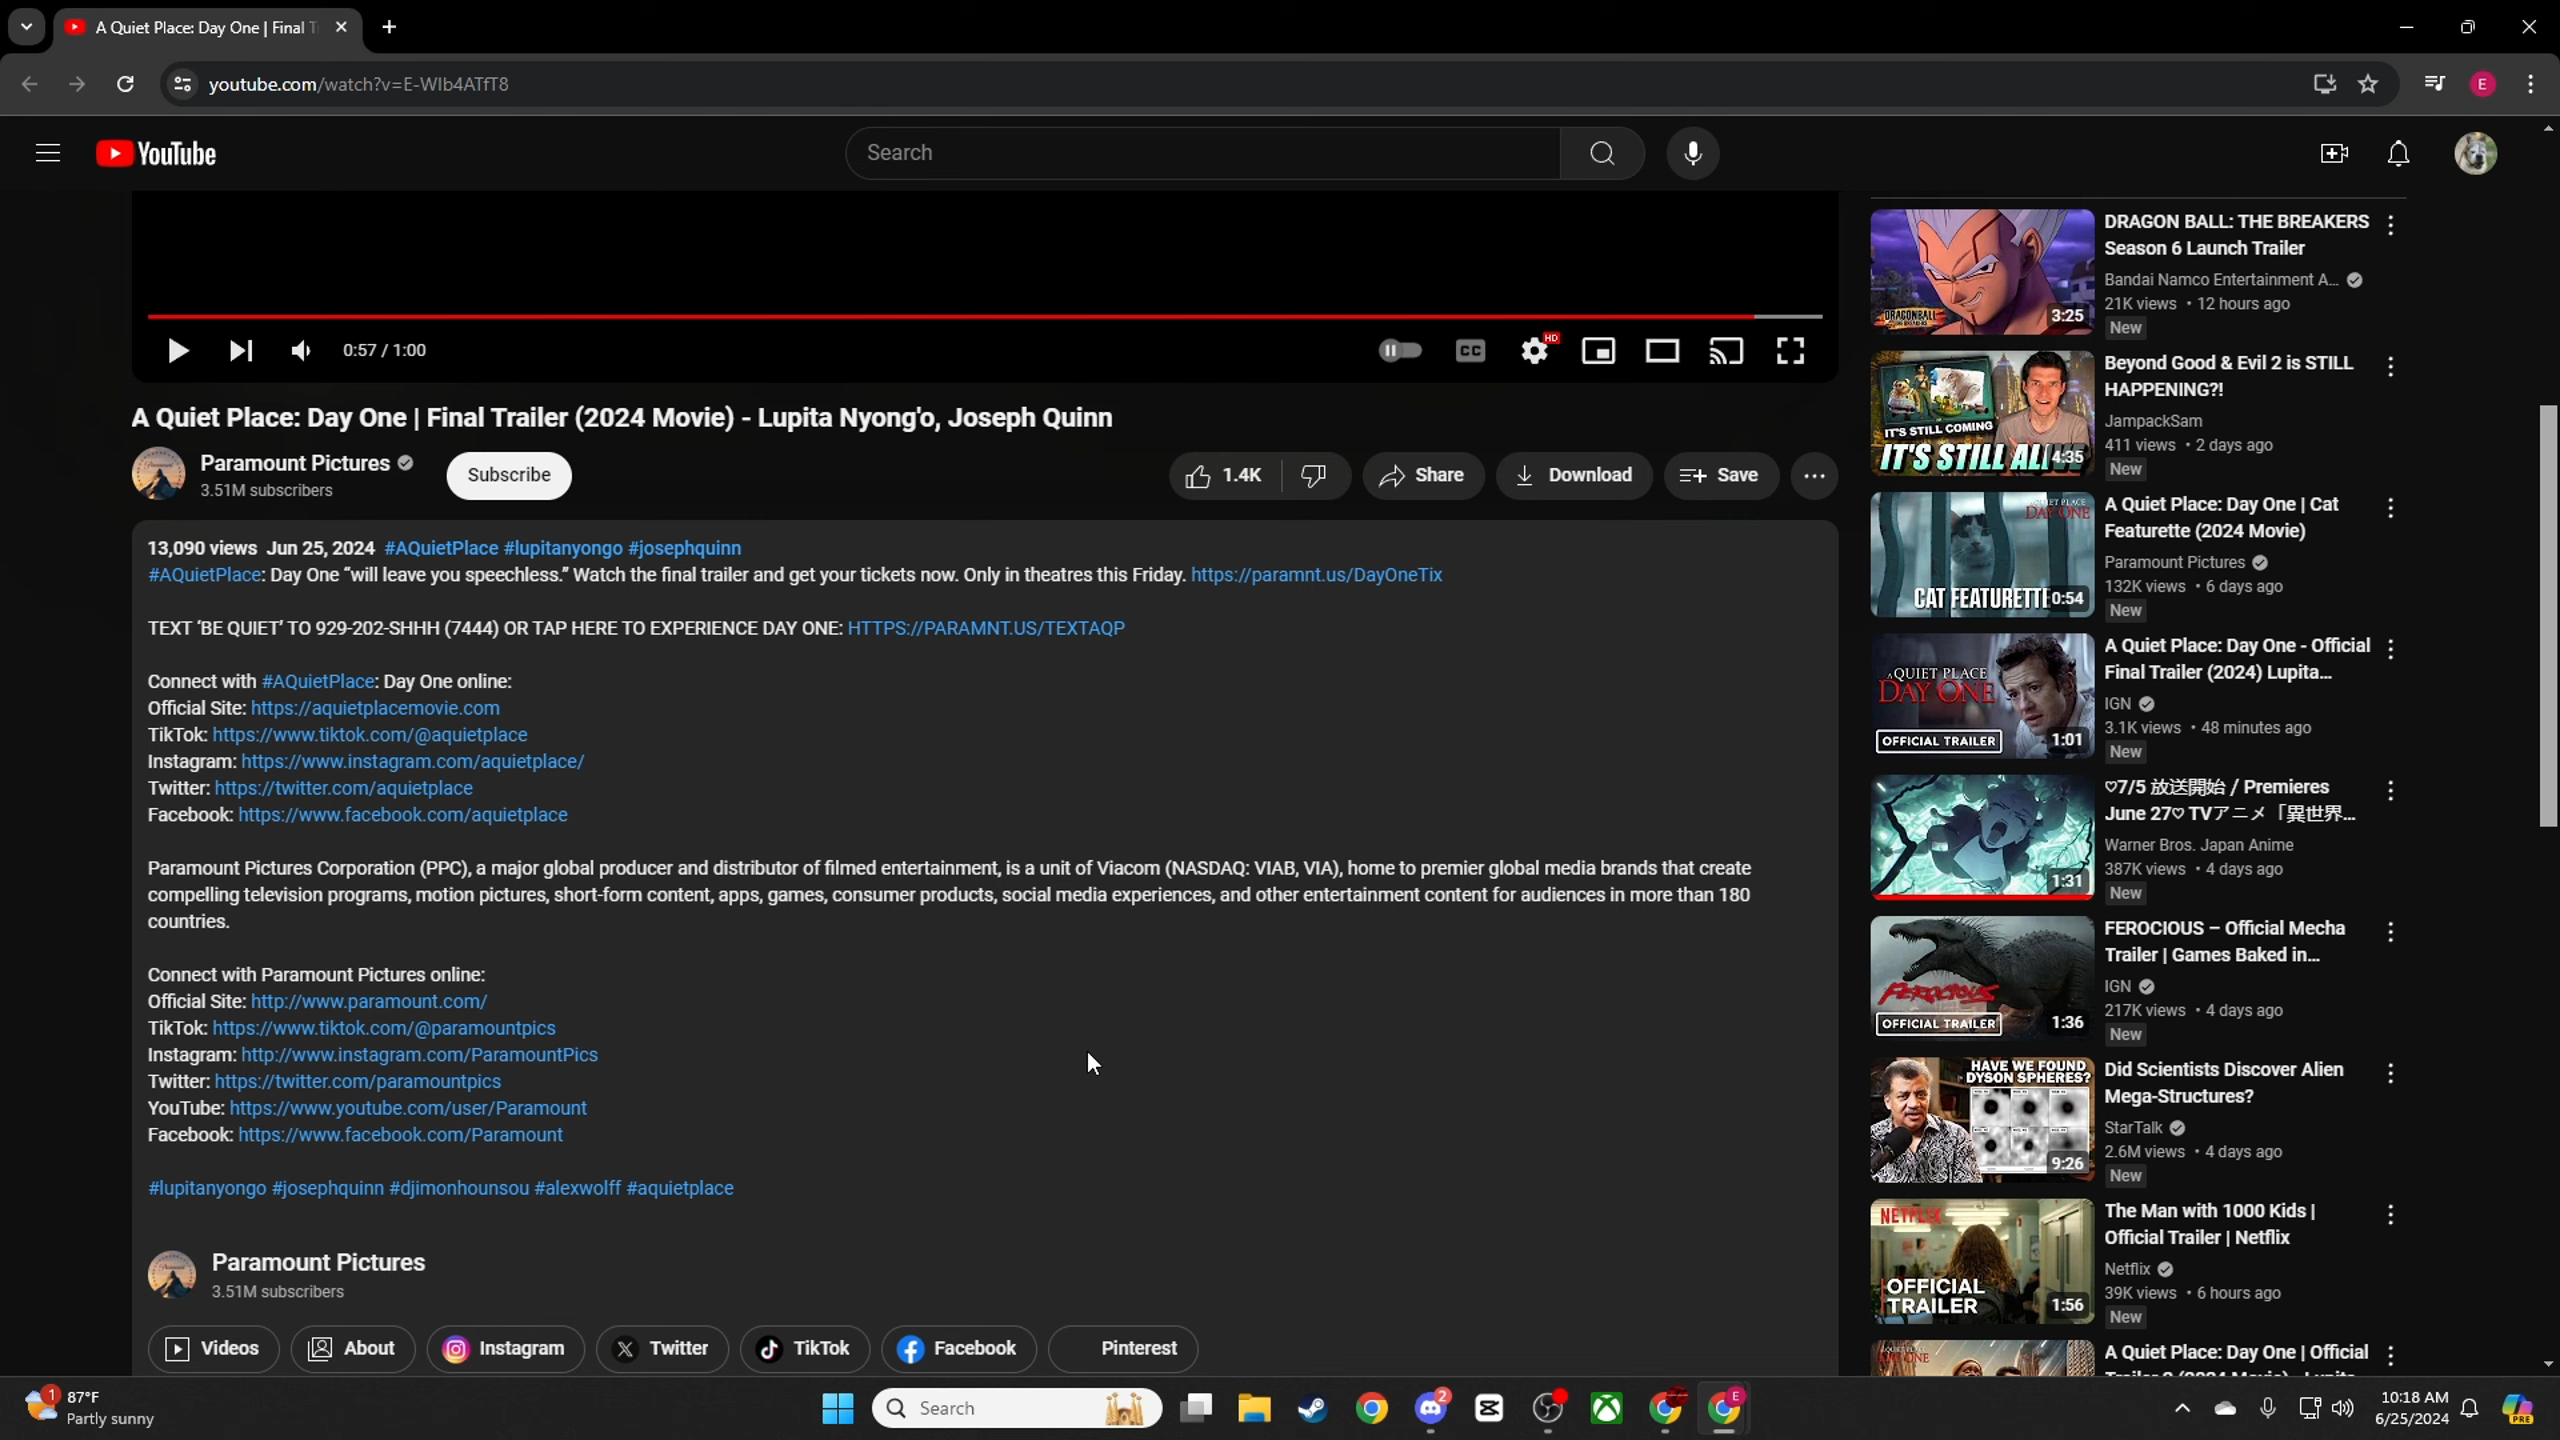 A Quiet Place: Day One | Final T
youtube.com/watch?v=E-WIb4ATfT8
E
YouTube
Search
0:57 / 1:00
CC
HD
A Quiet Place: Day One | Final Trailer (2024 Movie) - Lupita Nyong'o, Joseph Quinn
Paramount Pictures
3.51M subscribers
Subscribe
1.4K
Share
Download
Save
13,090 views Jun 25, 2024 #AQuietPlace #lupitanyongo #josephquinn
#AQuietPlace: Day One “will leave you speechless.” Watch the final trailer and get your tickets now. Only in theatres this Friday. https://paramnt.us/DayOneTix
TEXT ‘BE QUIET’ TO 929-202-SHHH (7444) OR TAP HERE TO EXPERIENCE DAY ONE: HTTPS://PARAMNT.US/TEXTAQP
Connect with #AQuietPlace: Day One online:
Official Site: https://aquietplacemovie.com
TikTok: https://www.tiktok.com/@aquietplace
Instagram: https://www.instagram.com/aquietplace/
Twitter: https://twitter.com/aquietplace
Facebook: https://www.facebook.com/aquietplace
Paramount Pictures Corporation (PPC), a major global producer and distributor of filmed entertainment, is a unit of Viacom (NASDAQ: VIAB, VIA), home to premier global media brands that create
compelling television programs, motion pictures, short-form content, apps, games, consumer products, social media experiences, and other entertainment content for audiences in more than 180
countries.
Connect with Paramount Pictures online:
Official Site: http://www.paramount.com/
TikTok: https://www.tiktok.com/@paramountpics
Instagram: http://www.instagram.com/ParamountPics
Twitter: https://twitter.com/paramountpics
YouTube: https://www.youtube.com/user/Paramount
Facebook: https://www.facebook.com/Paramount
#lupitanyongo #josephquinn #djimonhounsou #alexwolff #aquietplace
Paramount Pictures
3.51M subscribers
Videos
About
Instagram
Twitter
TikTok
Facebook
Pinterest
DRAGONBALL
3:25
DRAGON BALL: THE BREAKERS
Season 6 Launch Trailer
Bandai Namco Entertainment A...
21K views • 12 hours ago
New
IT'S STILL COMING
IT'S STILL ALIVE
4:35
Beyond Good & Evil 2 is STILL
HAPPENING?!
JampackSam
411 views • 2 days ago
New
DAY ONE
CAT FEATURETTE
0:54
A Quiet Place: Day One | Cat
Featurette (2024 Movie)
Paramount Pictures
132K views • 6 days ago
New
A QUIET PLACE
DAY ONE
OFFICIAL TRAILER
1:01
A Quiet Place: Day One - Official
Final Trailer (2024) Lupita...
IGN
3.1K views • 48 minutes ago
New
1:31
♡7/5 放送開始 / Premieres
June 27♡ TVアニメ「異世界...
Warner Bros. Japan Anime
387K views • 4 days ago
New
FEROCIOUS
OFFICIAL TRAILER
1:36
FEROCIOUS – Official Mecha
Trailer | Games Baked in...
IGN
217K views • 4 days ago
New
HAVE WE FOUND
DYSON SPHERES?
9:26
Did Scientists Discover Alien
Mega-Structures?
StarTalk
2.6M views • 4 days ago
New
NETFLIX
OFFICIAL
TRAILER
1:56
The Man with 1000 Kids |
Official Trailer | Netflix
Netflix
39K views • 6 hours ago
New
A Quiet Place: Day One | Official
1
87°F
Partly sunny
Search
2
E
10:18 AM
6/25/2024
PRE